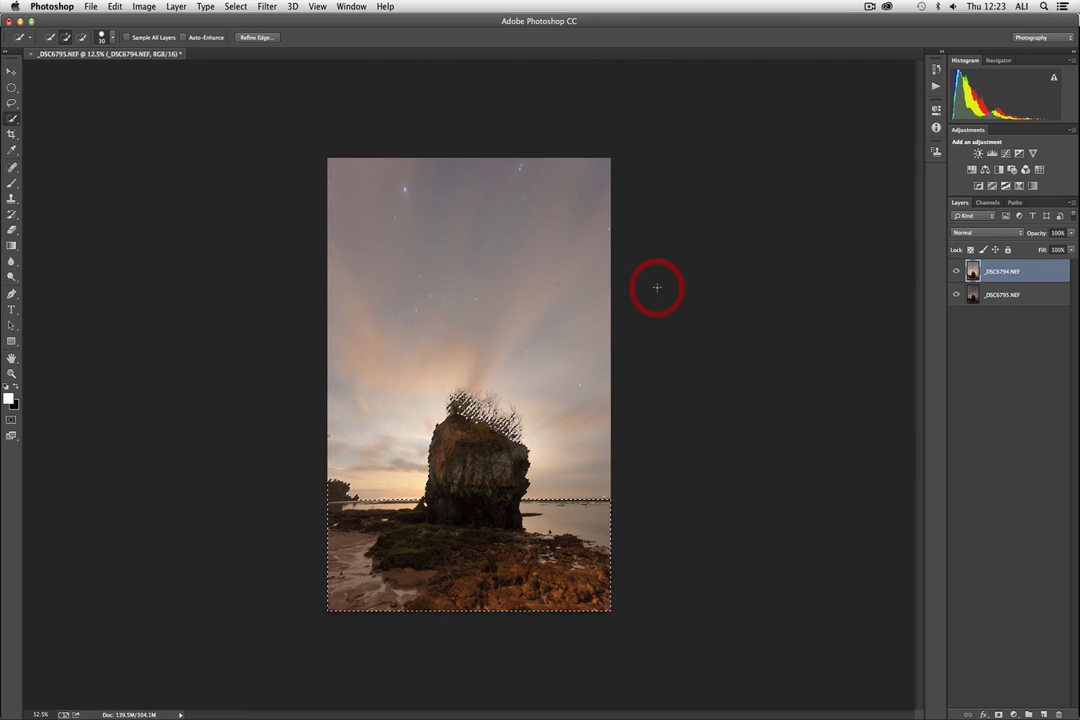 Photoshop File Edit Image Layer Type Select Filter 3D View Window Help Thu 12:23 ALI
Adobe Photoshop CC
30 Sample All Layers Auto-Enhance Refine Edge... Photography
× _DSC6795.NEF @ 12.5% (_DSC6794.NEF, RGB/16) *
Histogram Navigator
Adjustments
Add an adjustment
Layers Channels Paths
Kind
Normal Opacity: 100%
Lock: Fill: 100%
_DSC6794.NEF
_DSC6795.NEF
12.5% Doc: 139.5M/304.1M